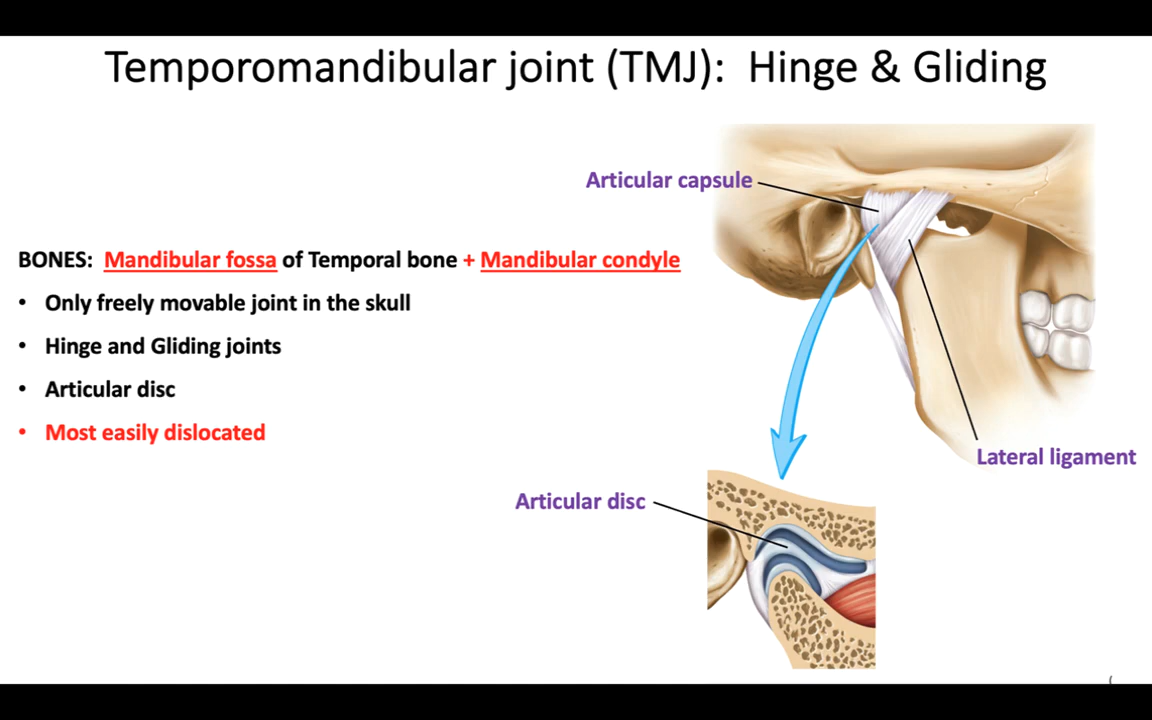 Temporomandibular joint (TMJ): Hinge & Gliding
Articular capsule
BONES: Mandibular fossa of Temporal bone + Mandibular condyle
• Only freely movable joint in the skull
• Hinge and Gliding joints
• Articular disc
• Most easily dislocated
Lateral ligament
Articular disc